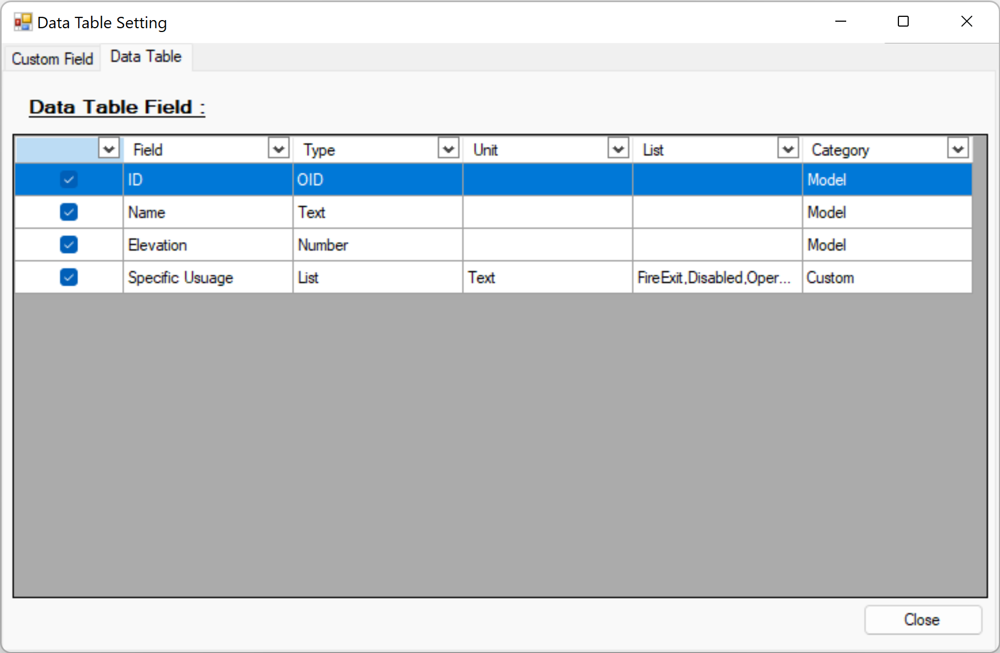 Data Table Setting
Custom Field Data Table
Data Table Field :
Field Type Unit List Category
ID OID Model
Name Text Model
Elevation Number Model
Specific Usuage List Text FireExit,Disabled,Oper... Custom
Close